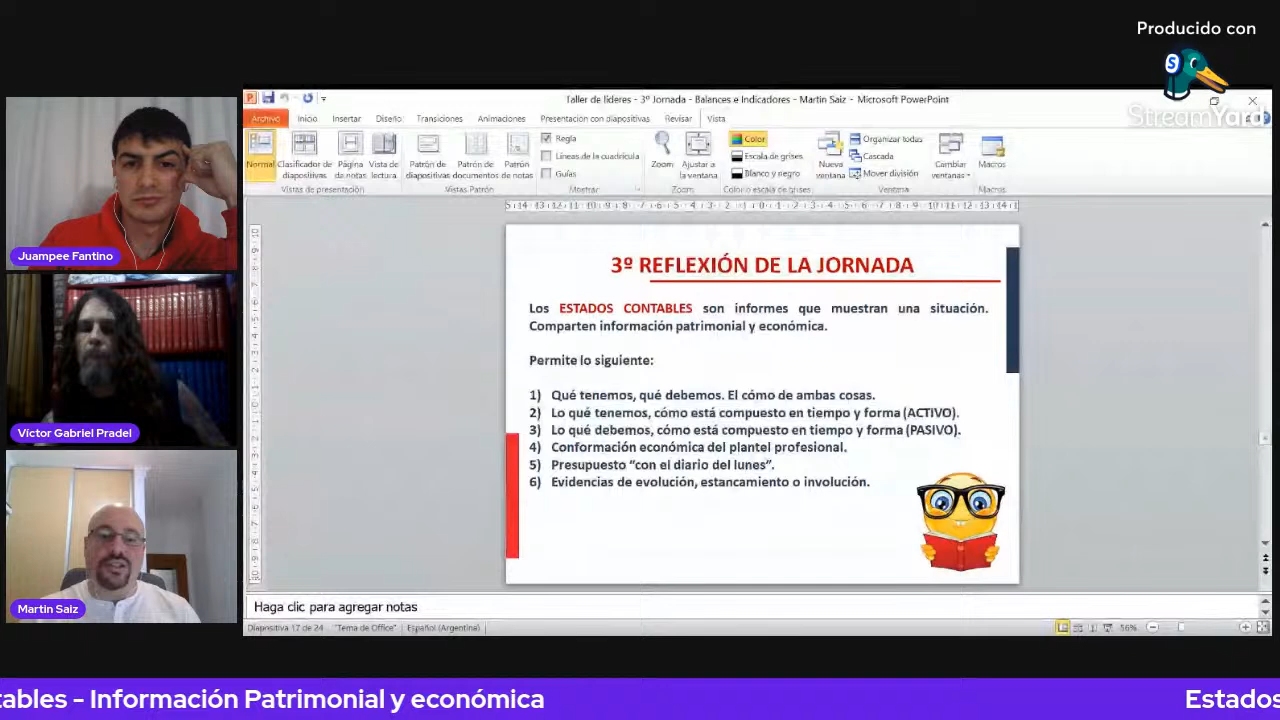 Producido con
StreamYard
Taller de líderes - 3º Jornada - Balances e Indicadores - Martin Saiz - Microsoft PowerPoint
Archivo Inicio Insertar Diseño Transiciones Animaciones Presentación con diapositivas Revisar Vista
Normal Clasificador de diapositivas Página de notas Vista de lectura
Vistas de presentación
Patrón de diapositivas Patrón de documentos Patrón de notas
Vistas Patrón
Regla
Líneas de la cuadrícula
Guías
Mostrar
Zoom Ajustar a la ventana
Zoom
Color
Escala de grises
Blanco y negro
Color o escala de grises
Nueva ventana
Organizar todas
Cascada
Mover división
Cambiar ventanas
Ventana
Macros
Macros
Juampee Fantino
Víctor Gabriel Pradel
Martin Saiz
3º REFLEXIÓN DE LA JORNADA
Los ESTADOS CONTABLES son informes que muestran una situación.
Comparten información patrimonial y económica.
Permite lo siguiente:
1) Qué tenemos, qué debemos. El cómo de ambas cosas.
2) Lo qué tenemos, cómo está compuesto en tiempo y forma (ACTIVO).
3) Lo qué debemos, cómo está compuesto en tiempo y forma (PASIVO).
4) Conformación económica del plantel profesional.
5) Presupuesto “con el diario del lunes”.
6) Evidencias de evolución, estancamiento o involución.
Haga clic para agregar notas
Diapositiva 17 de 24 "Tema de Office" Español (Argentina) 56%
tables - Información Patrimonial y económica
Estados